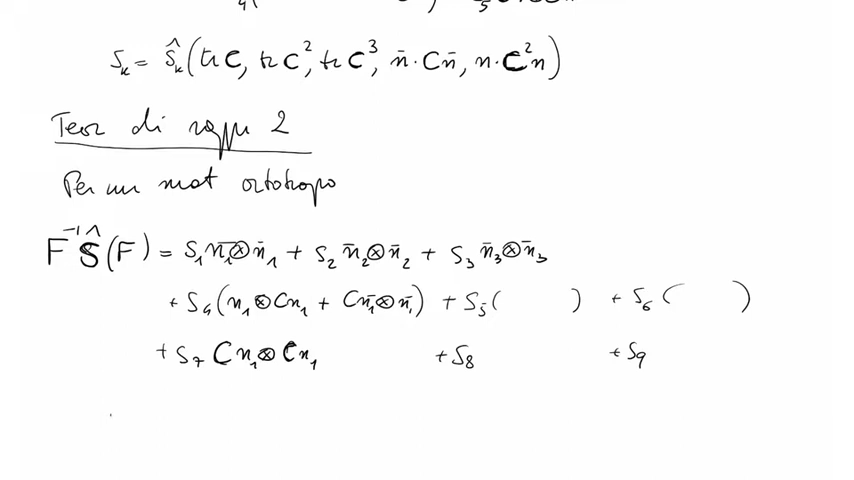 S_k = Ŝ_k(tr C, tr C², tr C³, n̄ · Cn̄, n · C²n)
Teor di rapp 2
Per un mat ortotropo
F⁻¹Ŝ(F) = S₁ n̄₁⊗n̄₁ + S₂ n̄₂⊗n̄₂ + S₃ n̄₃⊗n̄₃
+ S₄(n₁⊗Cn₁ + Cn̄₁⊗n̄₁) + S₅( ) + S₆( )
+ S₇ Cn₁⊗Cn₁ + S₈ + S₉